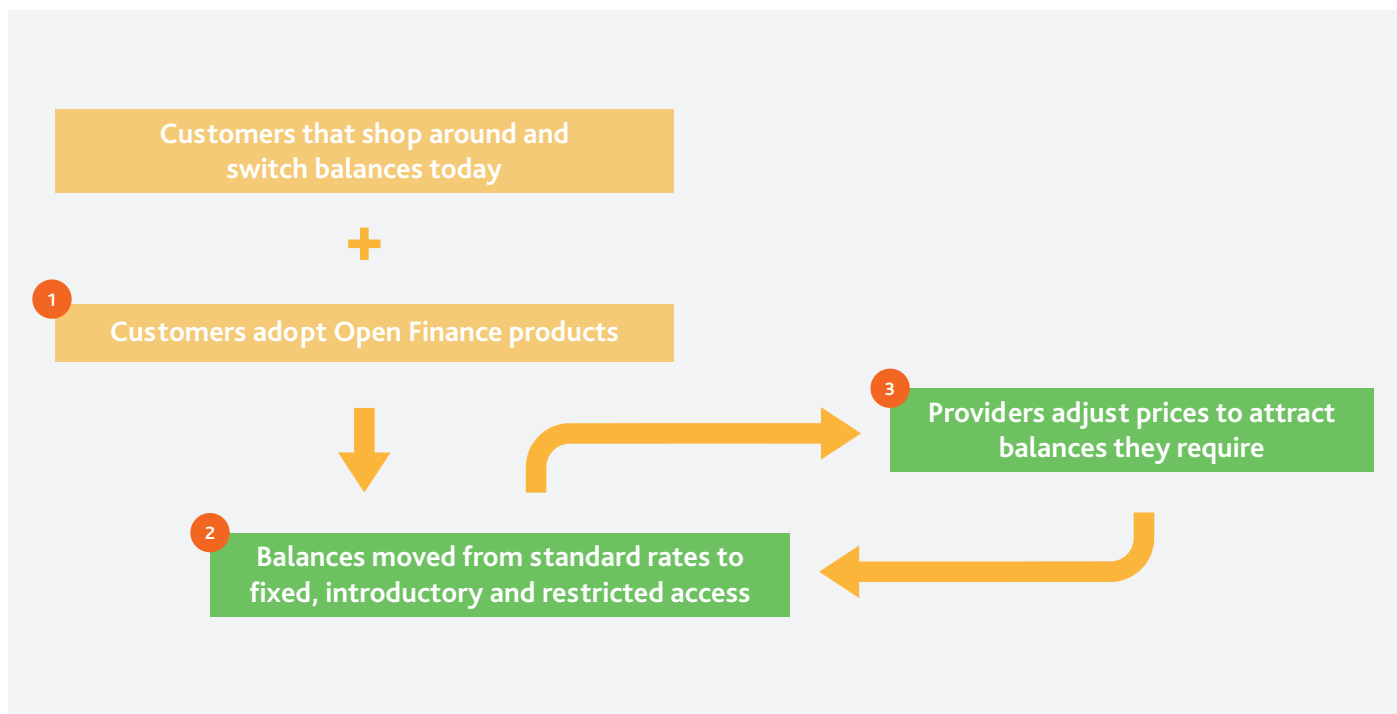 Customers that shop around and
switch balances today
+
1
Customers adopt Open Finance products
3
Providers adjust prices to attract
balances they require
2
Balances moved from standard rates to
fixed, introductory and restricted access